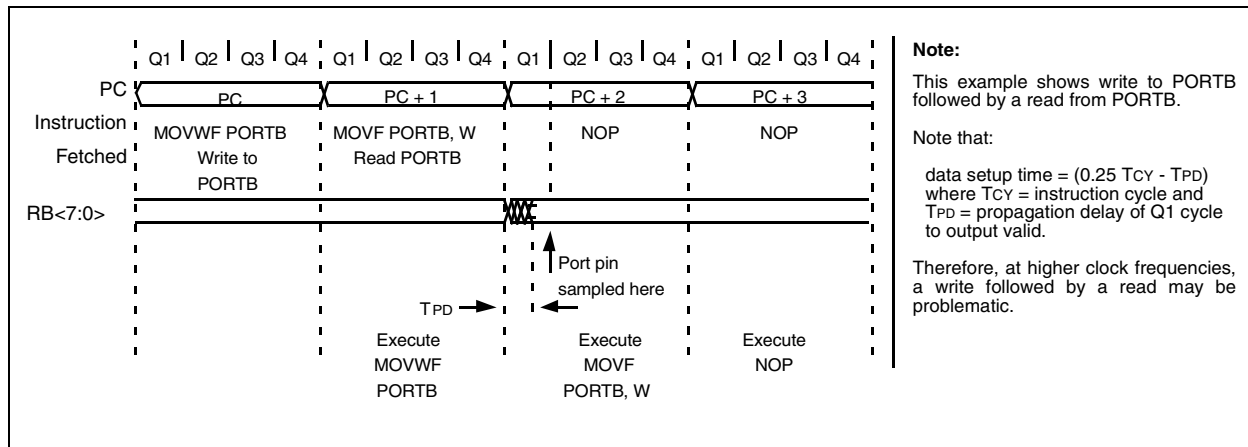 Q1 Q2 Q3 Q4 Q1 Q2 Q3 Q4 Q1 Q2 Q3 Q4 Q1 Q2 Q3 Q4
PC PC PC + 1 PC + 2 PC + 3
Instruction
Fetched
MOVWF PORTB
Write to
PORTB
MOVF PORTB, W
Read PORTB
NOP
NOP
RB<7:0>
Port pin
sampled here
TPD
Execute
MOVWF
PORTB
Execute
MOVF
PORTB, W
Execute
NOP
Note:
This example shows write to PORTB
followed by a read from PORTB.
Note that:
data setup time = (0.25 TCY - TPD)
where TCY = instruction cycle and
TPD = propagation delay of Q1 cycle
to output valid.
Therefore, at higher clock frequencies,
a write followed by a read may be
problematic.